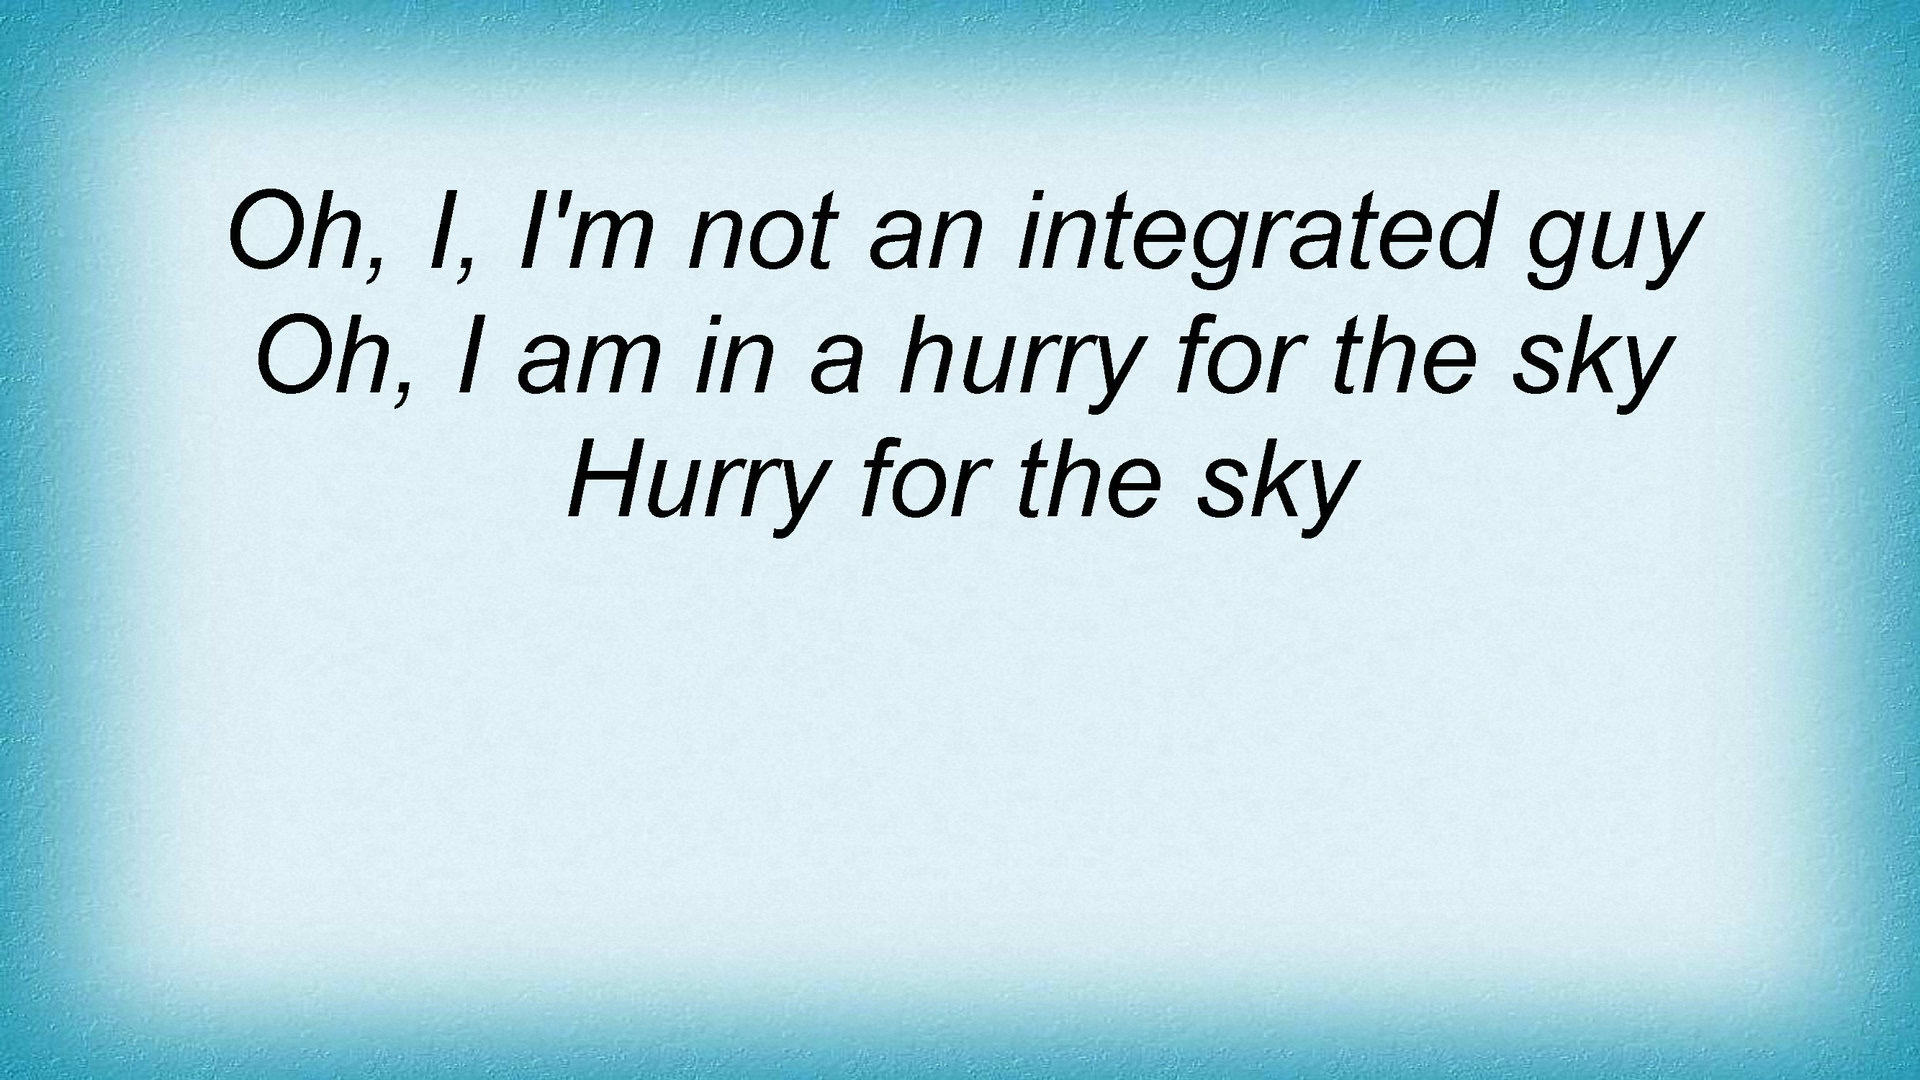 Oh, I, I'm not an integrated guy
Oh, I am in a hurry for the sky
Hurry for the sky